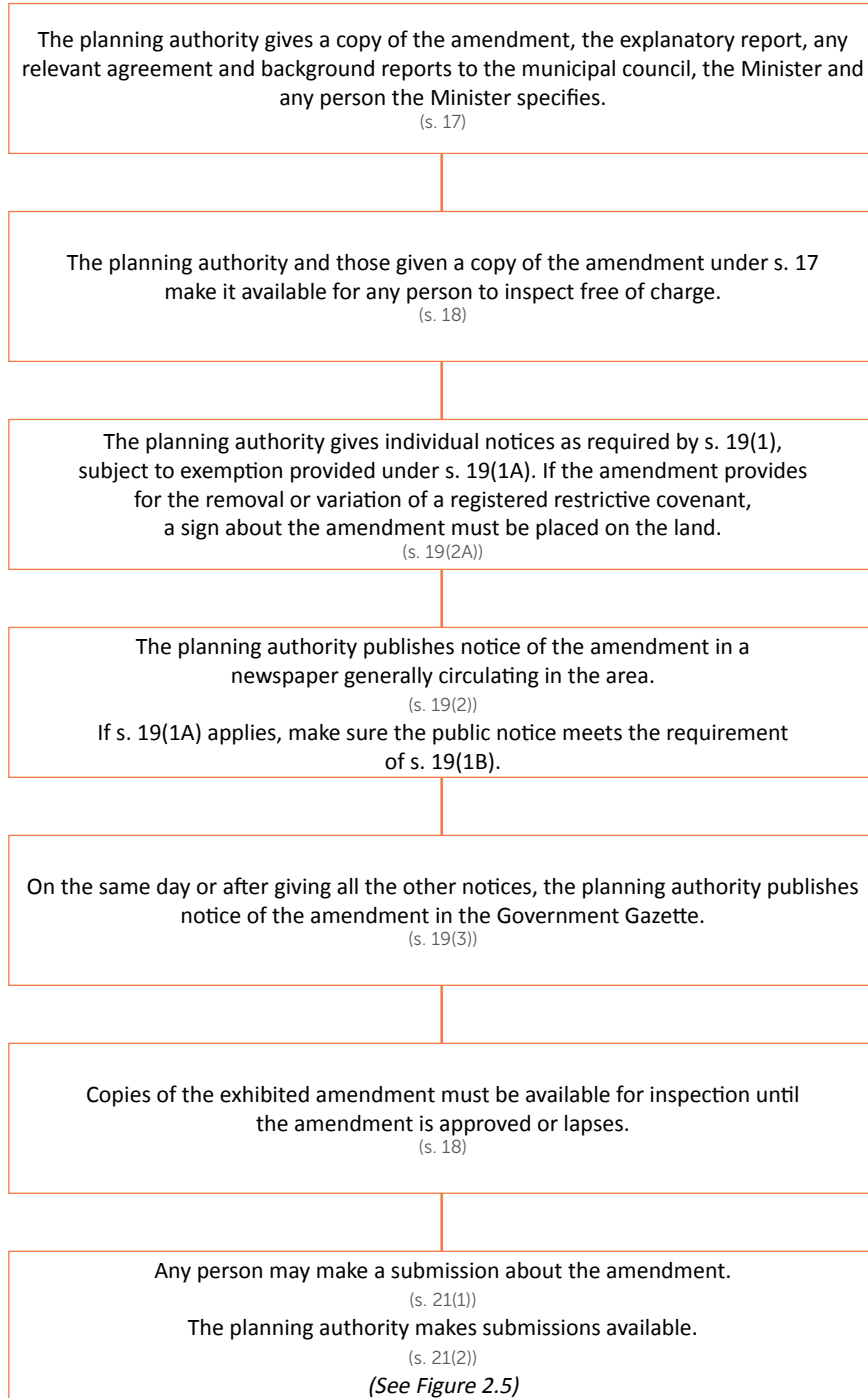 The planning authority gives a copy of the amendment, the explanatory report, any
relevant agreement and background reports to the municipal council, the Minister and
any person the Minister specifies.
(s. 17)
The planning authority and those given a copy of the amendment under s. 17
make it available for any person to inspect free of charge.
(s. 18)
The planning authority gives individual notices as required by s. 19(1),
subject to exemption provided under s. 19(1A). If the amendment provides
for the removal or variation of a registered restrictive covenant,
a sign about the amendment must be placed on the land.
(s. 19(2A))
The planning authority publishes notice of the amendment in a
newspaper generally circulating in the area.
(s. 19(2))
If s. 19(1A) applies, make sure the public notice meets the requirement
of s. 19(1B).
On the same day or after giving all the other notices, the planning authority publishes
notice of the amendment in the Government Gazette.
(s. 19(3))
Copies of the exhibited amendment must be available for inspection until
the amendment is approved or lapses.
(s. 18)
Any person may make a submission about the amendment.
(s. 21(1))
The planning authority makes submissions available.
(s. 21(2))
(See Figure 2.5)